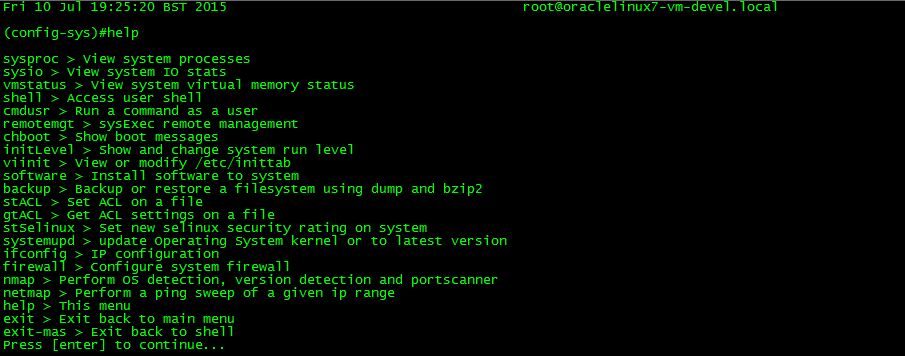 Fri 10 Jul 19:25:20 BST 2015 root@oraclelinux7-vm-devel.local
(config-sys)#help
sysproc > View system processes
sysio > View system IO stats
vmstatus > View system virtual memory status
shell > Access user shell
cmdusr > Run a command as a user
remotemgt > sysExec remote management
chboot > Show boot messages
initLevel > Show and change system run level
viinit > View or modify /etc/inittab
software > Install software to system
backup > Backup or restore a filesystem using dump and bzip2
stACL > Set ACL on a file
gtACL > Get ACL settings on a file
stSelinux > Set new selinux security rating on system
systemupd > update Operating System kernel or to latest version
ifconfig > IP configuration
firewall > Configure system firewall
nmap > Perform OS detection, version detection and portscanner
netmap > Perform a ping sweep of a given ip range
help > This menu
exit > Exit back to main menu
exit-mas > Exit back to shell
Press [enter] to continue...